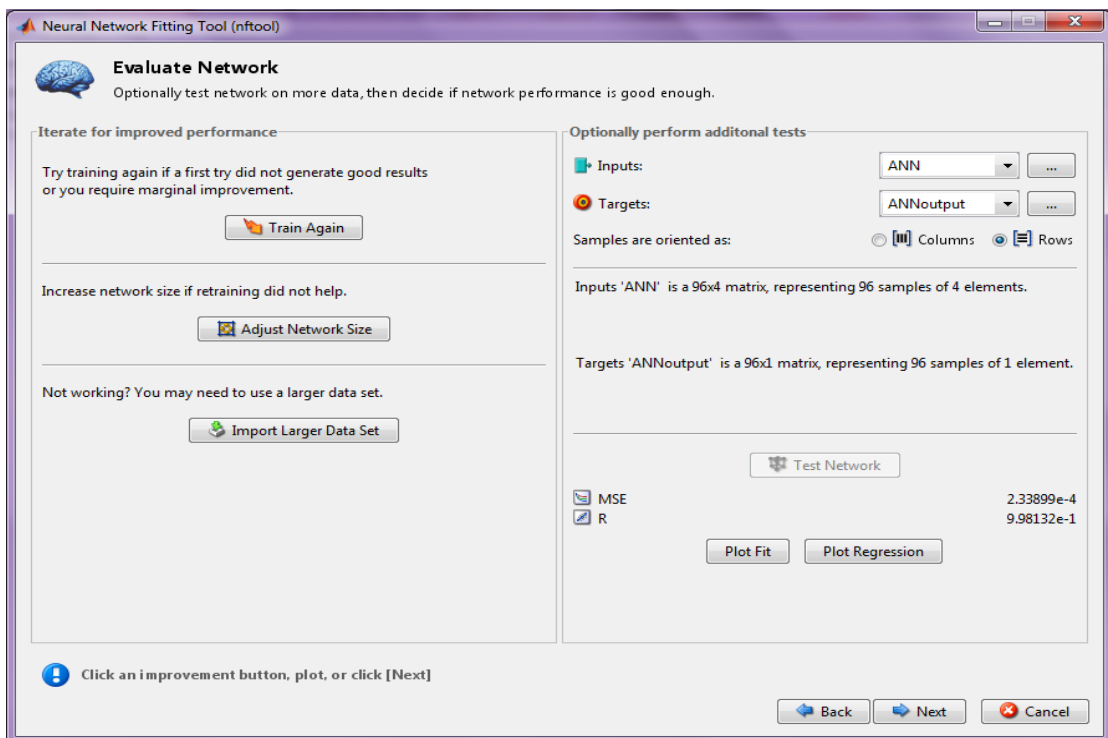 Neural Network Fitting Tool (nftool)
Evaluate Network
Optionally test network on more data, then decide if network performance is good enough.
Iterate for improved performance
Try training again if a first try did not generate good results
or you require marginal improvement.
Train Again
Increase network size if retraining did not help.
Adjust Network Size
Not working? You may need to use a larger data set.
Import Larger Data Set
Optionally perform additonal tests
Inputs: ANN ...
Targets: ANNoutput ...
Samples are oriented as: Columns Rows
Inputs 'ANN' is a 96x4 matrix, representing 96 samples of 4 elements.
Targets 'ANNoutput' is a 96x1 matrix, representing 96 samples of 1 element.
Test Network
MSE 2.33899e-4
R 9.98132e-1
Plot Fit Plot Regression
Click an improvement button, plot, or click [Next]
Back Next Cancel